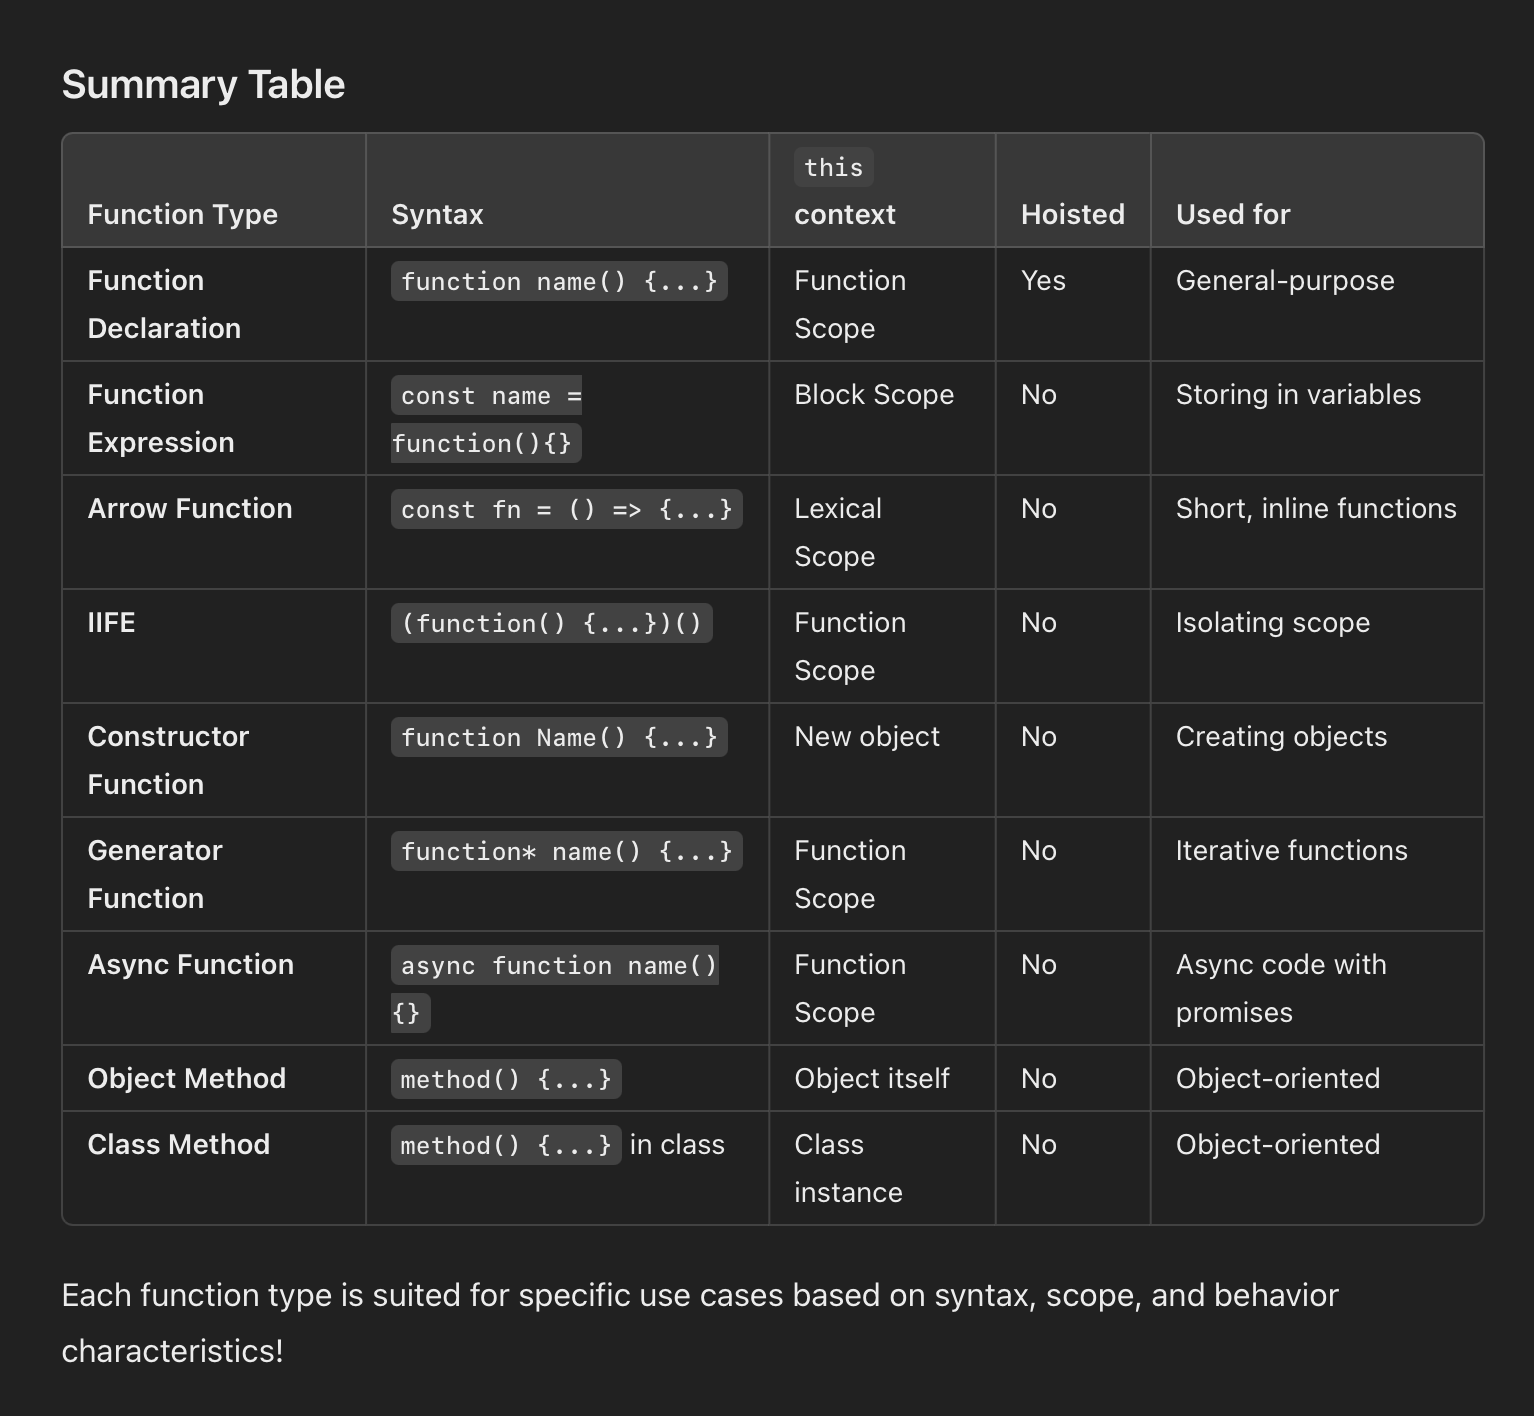 Summary Table
this
Function Type Syntax context Hoisted Used for
Function function name() {...} Function Yes General-purpose
Declaration Scope
Function const name = Block Scope No Storing in variables
Expression function(){}
Arrow Function const fn = () => {...} Lexical No Short, inline functions
Scope
IIFE (function() {...})() Function No Isolating scope
Scope
Constructor function Name() {...} New object No Creating objects
Function
Generator function* name() {...} Function No Iterative functions
Function Scope
Async Function async function name() Function No Async code with
{} Scope promises
Object Method method() {...} Object itself No Object-oriented
Class Method method() {...} in class Class No Object-oriented
instance
Each function type is suited for specific use cases based on syntax, scope, and behavior
characteristics!